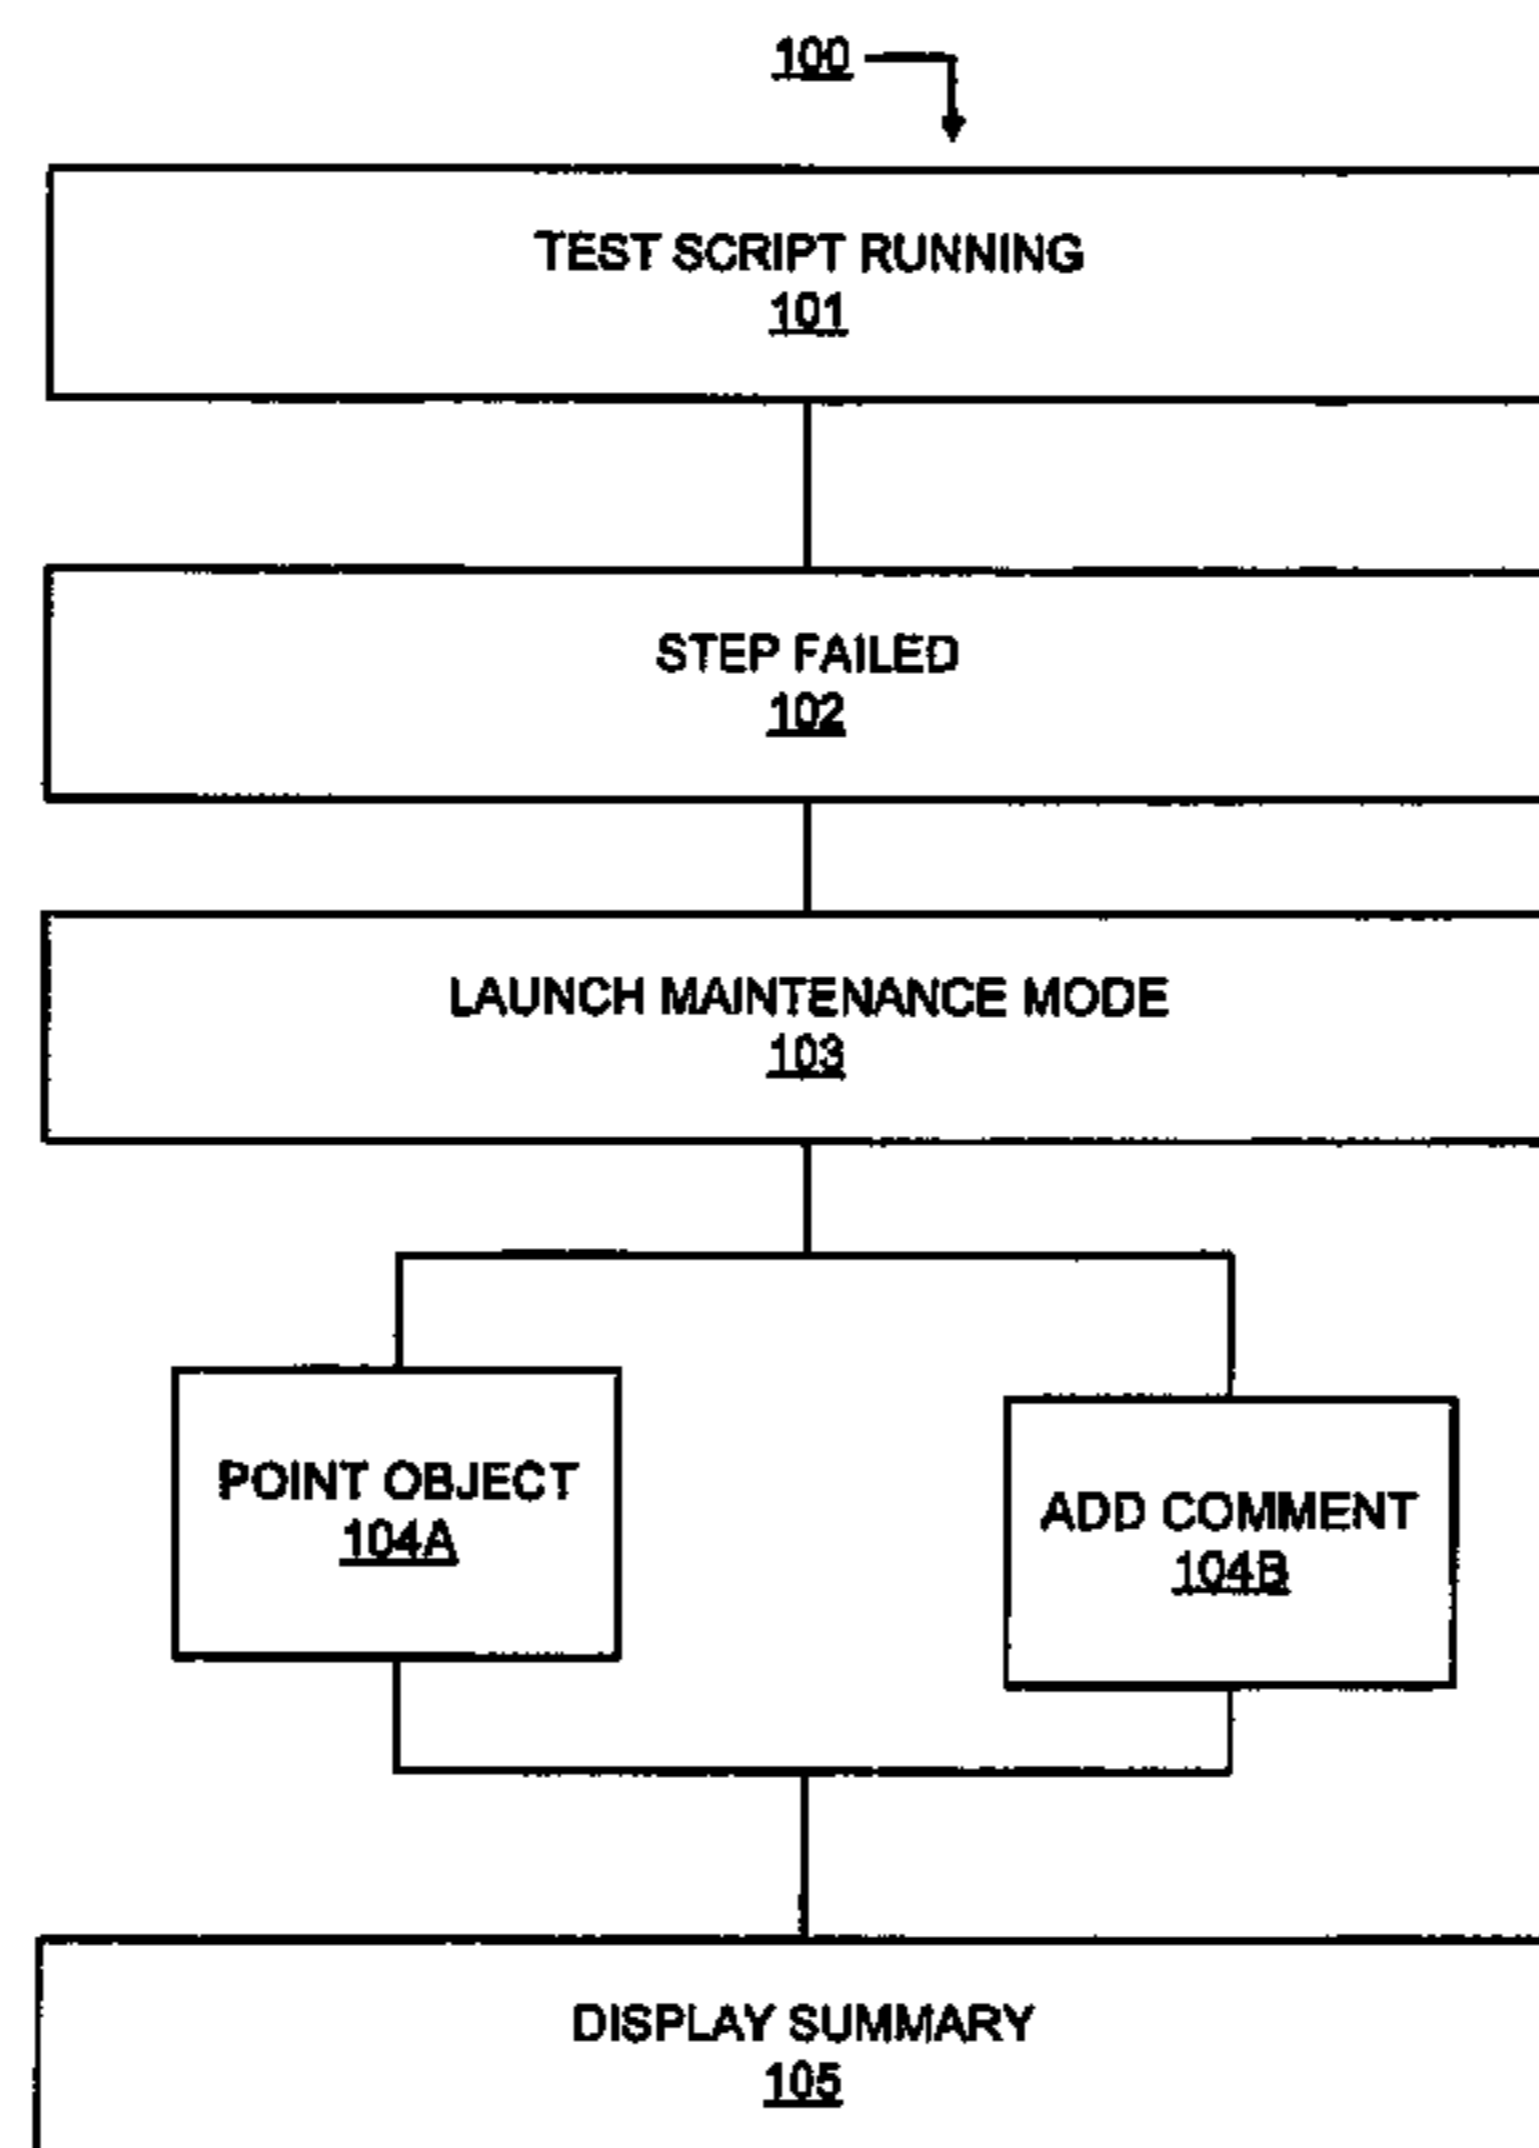 100
TEST SCRIPT RUNNING
101
STEP FAILED
102
LAUNCH MAINTENANCE MODE
103
POINT OBJECT
104A
ADD COMMENT
104B
DISPLAY SUMMARY
105